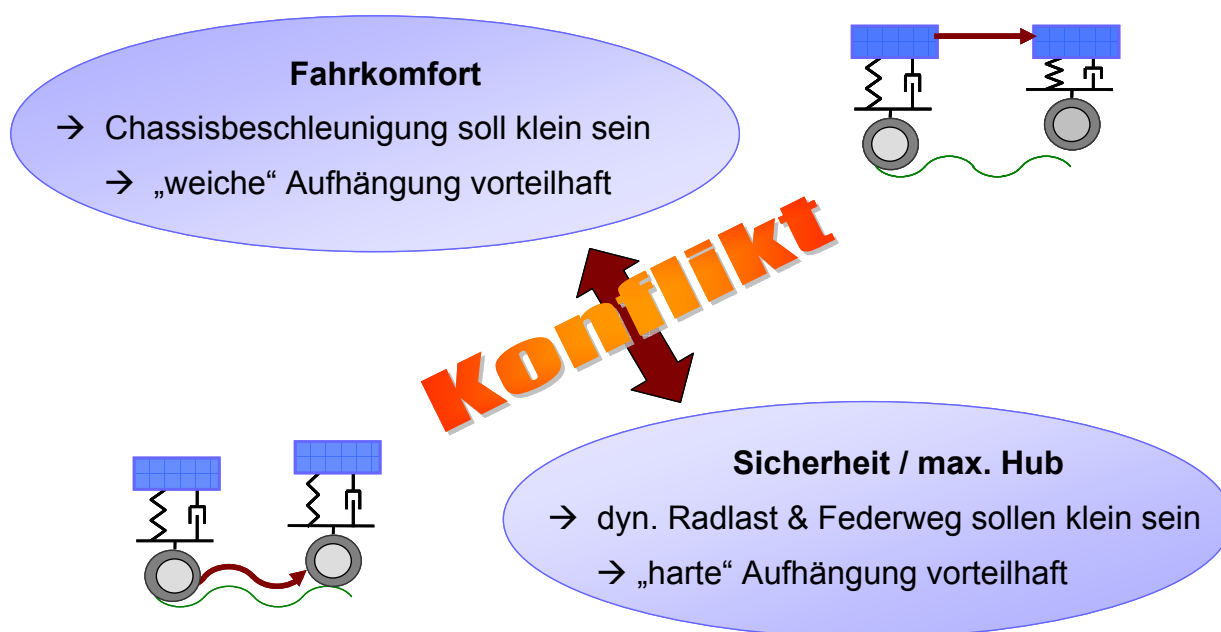 Fahrkomfort
→ Chassisbeschleunigung soll klein sein
→ „weiche“ Aufhängung vorteilhaft
Konflikt
Sicherheit / max. Hub
→ dyn. Radlast & Federweg sollen klein sein
→ „harte“ Aufhängung vorteilhaft